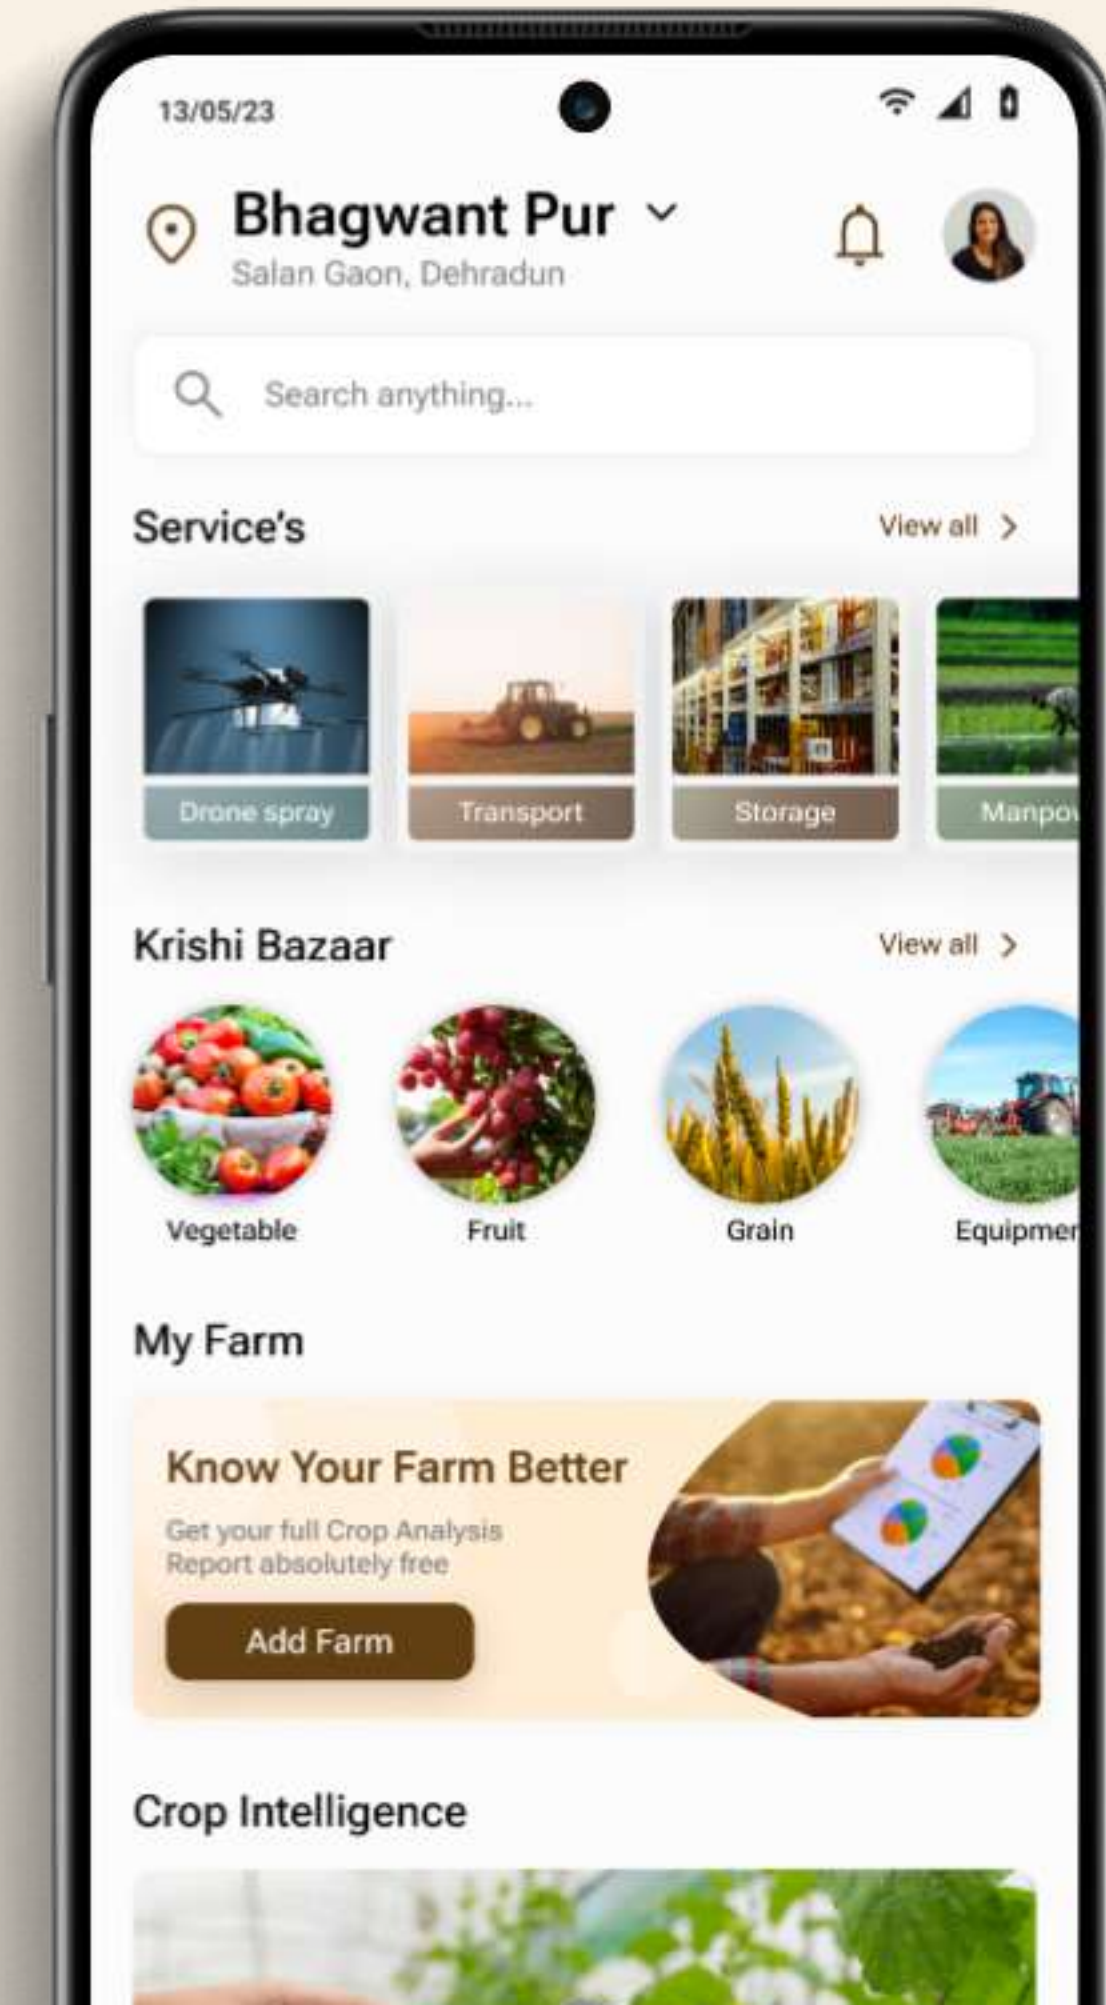 13/05/23
Bhagwant Pur
Salan Gaon, Dehradun
Search anything...
Service's
View all
Drone spray
Transport
Storage
Manpov
Krishi Bazaar
View all
Vegetable
Fruit
Grain
Equipmer
My Farm
Know Your Farm Better
Get your full Crop Analysis
Report absolutely free
Add Farm
Crop Intelligence